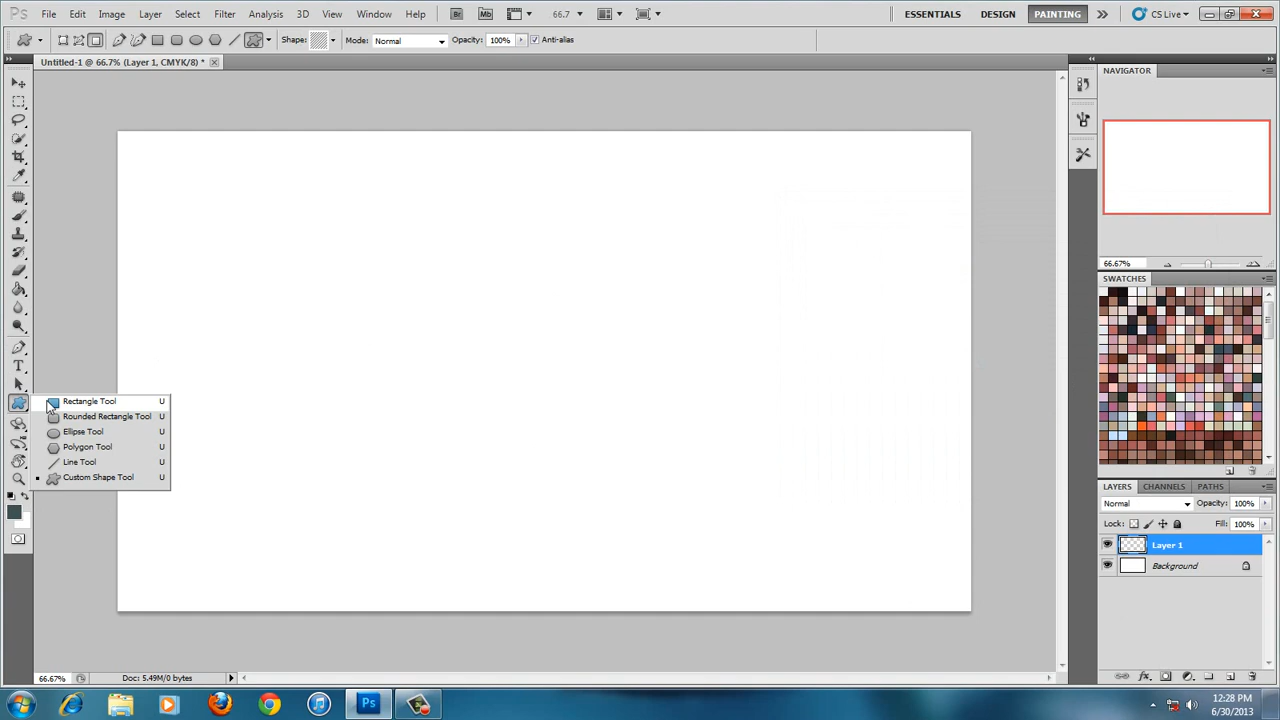 Ps File Edit Image Layer Select Filter Analysis 3D View Window Help Br Mb 66.7 ESSENTIALS DESIGN PAINTING CS Live
Shape: Mode: Normal Opacity: 100% Anti-alias
Untitled-1 @ 66.7% (Layer 1, CMYK/8) *
NAVIGATOR
66.67%
SWATCHES
T
Rectangle Tool U
Rounded Rectangle Tool U
Ellipse Tool U
Polygon Tool U
Line Tool U
Custom Shape Tool U
LAYERS CHANNELS PATHS
Normal Opacity: 100%
Lock: Fill: 100%
Layer 1
Background
66.67% Doc: 5.49M/0 bytes
Ps
12:28 PM
6/30/2013